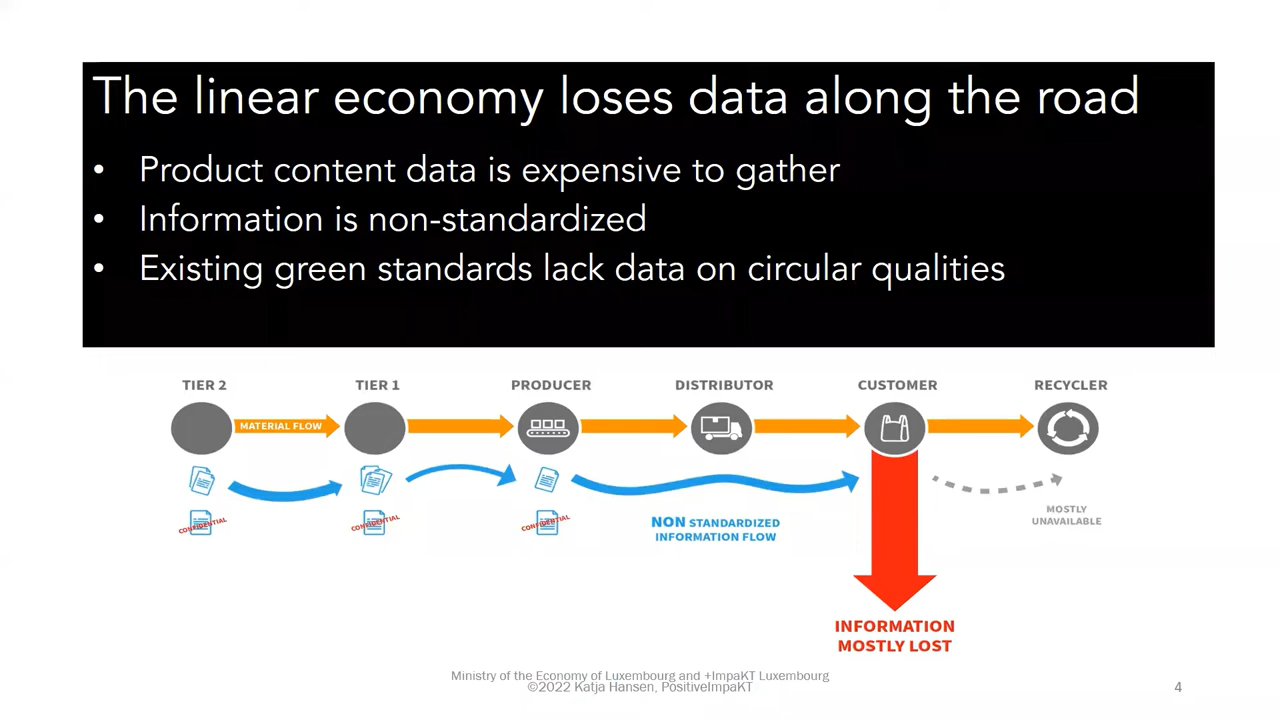 The linear economy loses data along the road
• Product content data is expensive to gather
• Information is non-standardized
• Existing green standards lack data on circular qualities
TIER 2
TIER 1
PRODUCER
DISTRIBUTOR
CUSTOMER
RECYCLER
MATERIAL FLOW
CONFIDENTIAL
CONFIDENTIAL
CONFIDENTIAL
NON STANDARDIZED
INFORMATION FLOW
MOSTLY
UNAVAILABLE
INFORMATION
MOSTLY LOST
Ministry of the Economy of Luxembourg and +ImpaKT Luxembourg
©2022 Katja Hansen, PositiveImpaKT
4